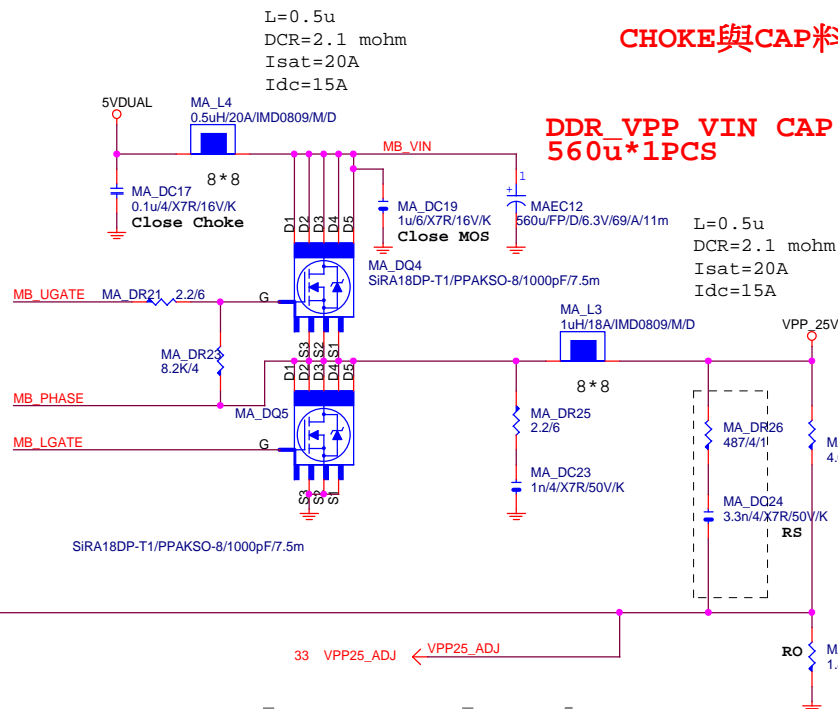 L=0.5u
DCR=2.1 mohm
Isat=20A
Idc=15A
CHOKE與CAP料
5VDUAL
MA_L4
0.5uH/20A/IMD0809/M/D
8*8
MB_VIN
DDR_VPP VIN CAP
560u*1PCS
MA_DC17
0.1u/4/X7R/16V/K
Close Choke
D1
D2
D3
D4
D5
MA_DC19
1u/6/X7R/16V/K
Close MOS
1
+
MAEC12
560u/FP/D/6.3V/69/A/11m
L=0.5u
DCR=2.1 mohm
Isat=20A
Idc=15A
MA_DQ4
SiRA18DP-T1/PPAKSO-8/1000pF/7.5m
MB_UGATE
MA_DR21
2.2/6
G
S3
S2
S1
MA_L3
1uH/18A/IMD0809/M/D
8*8
VPP_25V
MA_DR23
8.2K/4
D1
D2
D3
D4
D5
MB_PHASE
MA_DQ5
MB_LGATE
G
S3
S2
S1
MA_DR25
2.2/6
MA_DC23
1n/4/X7R/50V/K
MA_DR26
487/4/1
MA_DC24
3.3n/4/X7R/50V/K
RS
SiRA18DP-T1/PPAKSO-8/1000pF/7.5m
33
VPP25_ADJ
VPP25_ADJ
RO